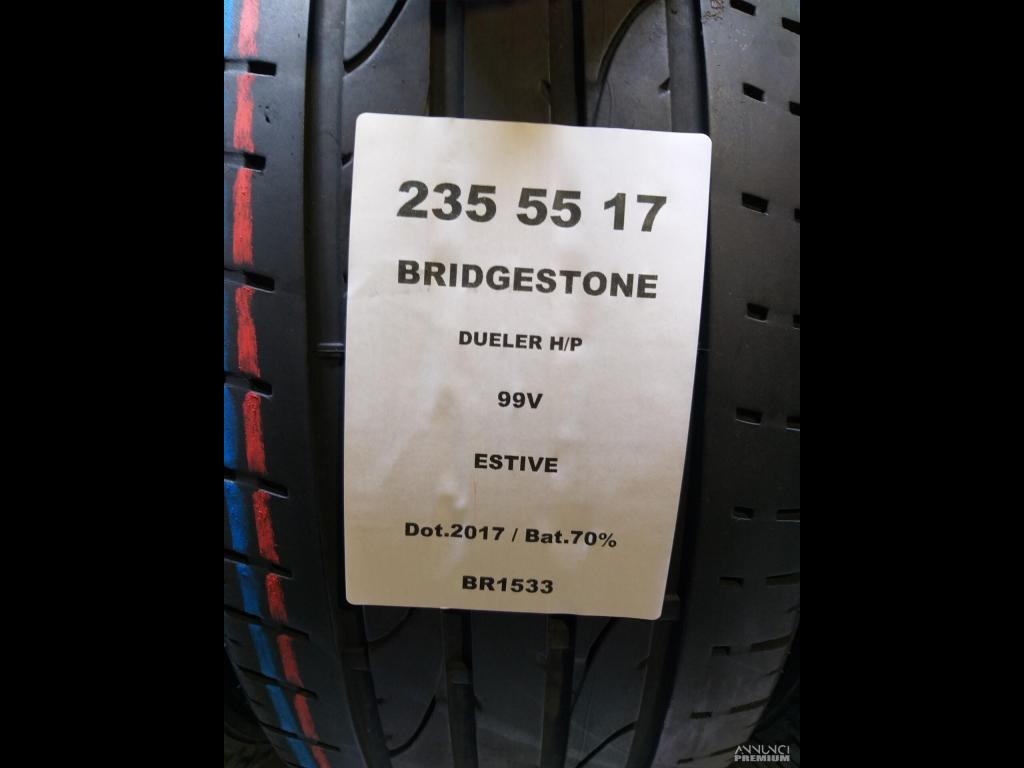 235 55 17
BRIDGESTONE
DUELER H/P
99V
ESTIVE
Dot.2017 / Bat.70%
BR1533
ANNUNCI
PREMIUM